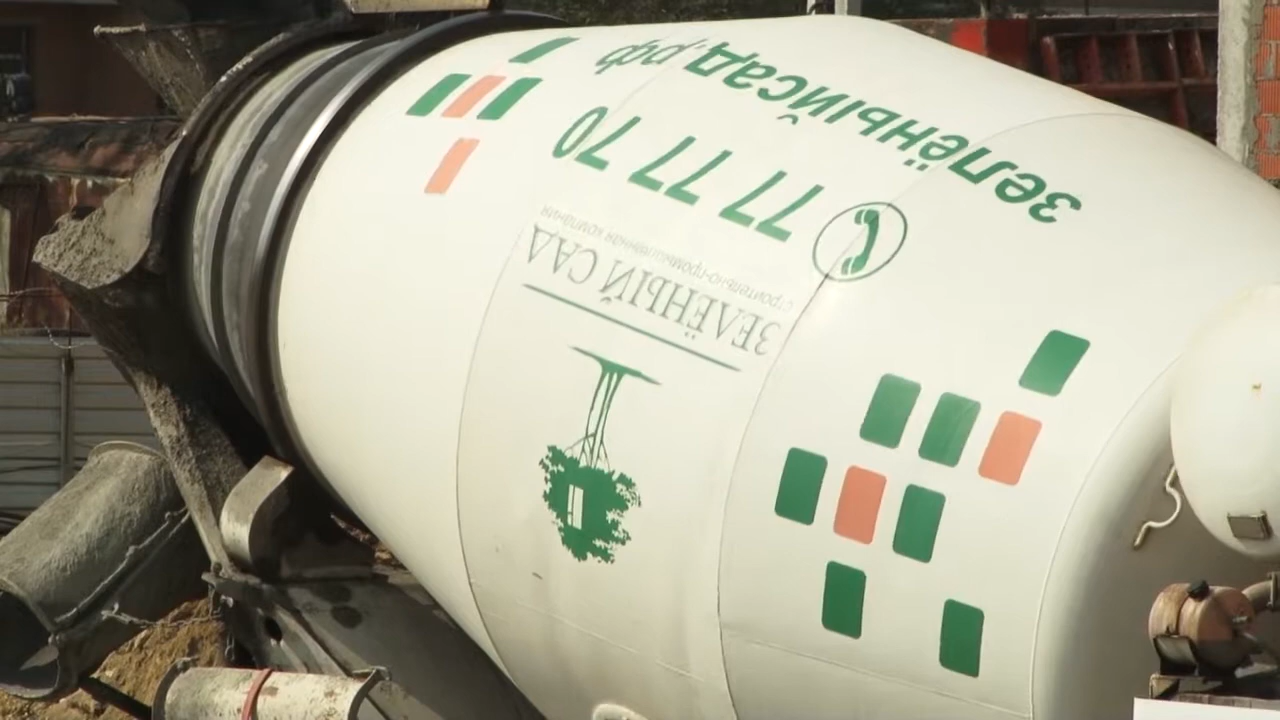 ЗЕЛЁНЫЙ САД
строительно-промышленная компания
77 77 70
зелёныйсад.рф